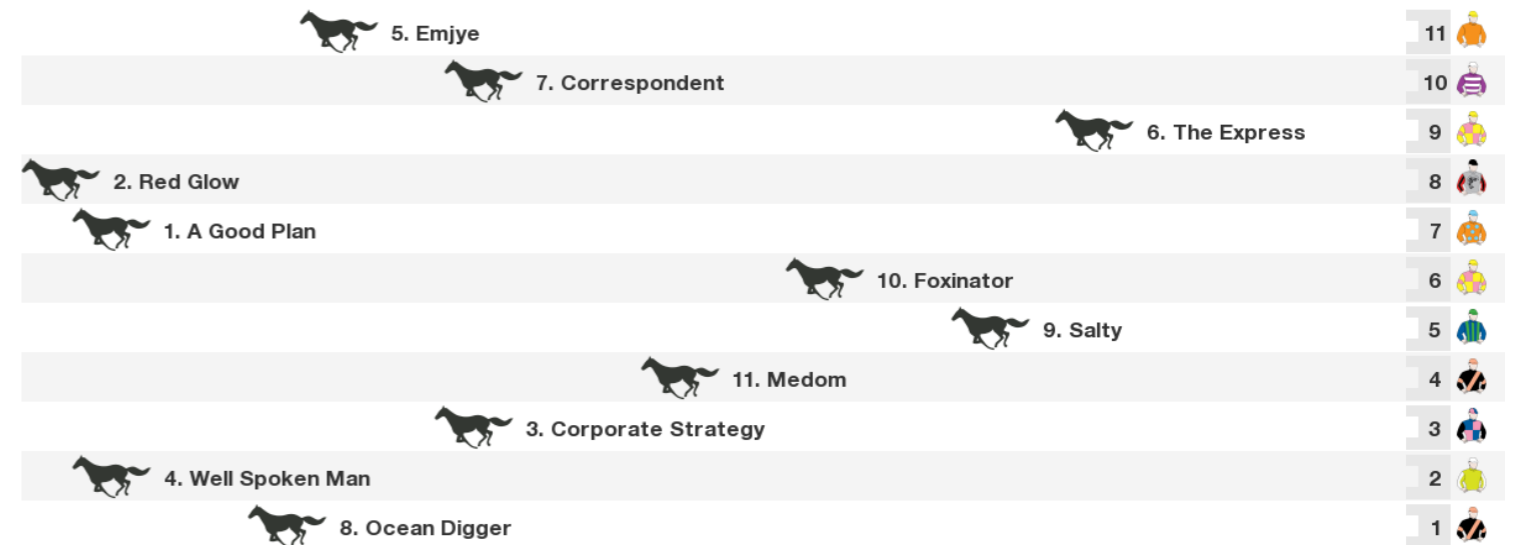 5. Emjye 11
7. Correspondent 10
6. The Express 9
2. Red Glow 8
1. A Good Plan 7
10. Foxinator 6
9. Salty 5
11. Medom 4
3. Corporate Strategy 3
4. Well Spoken Man 2
8. Ocean Digger 1